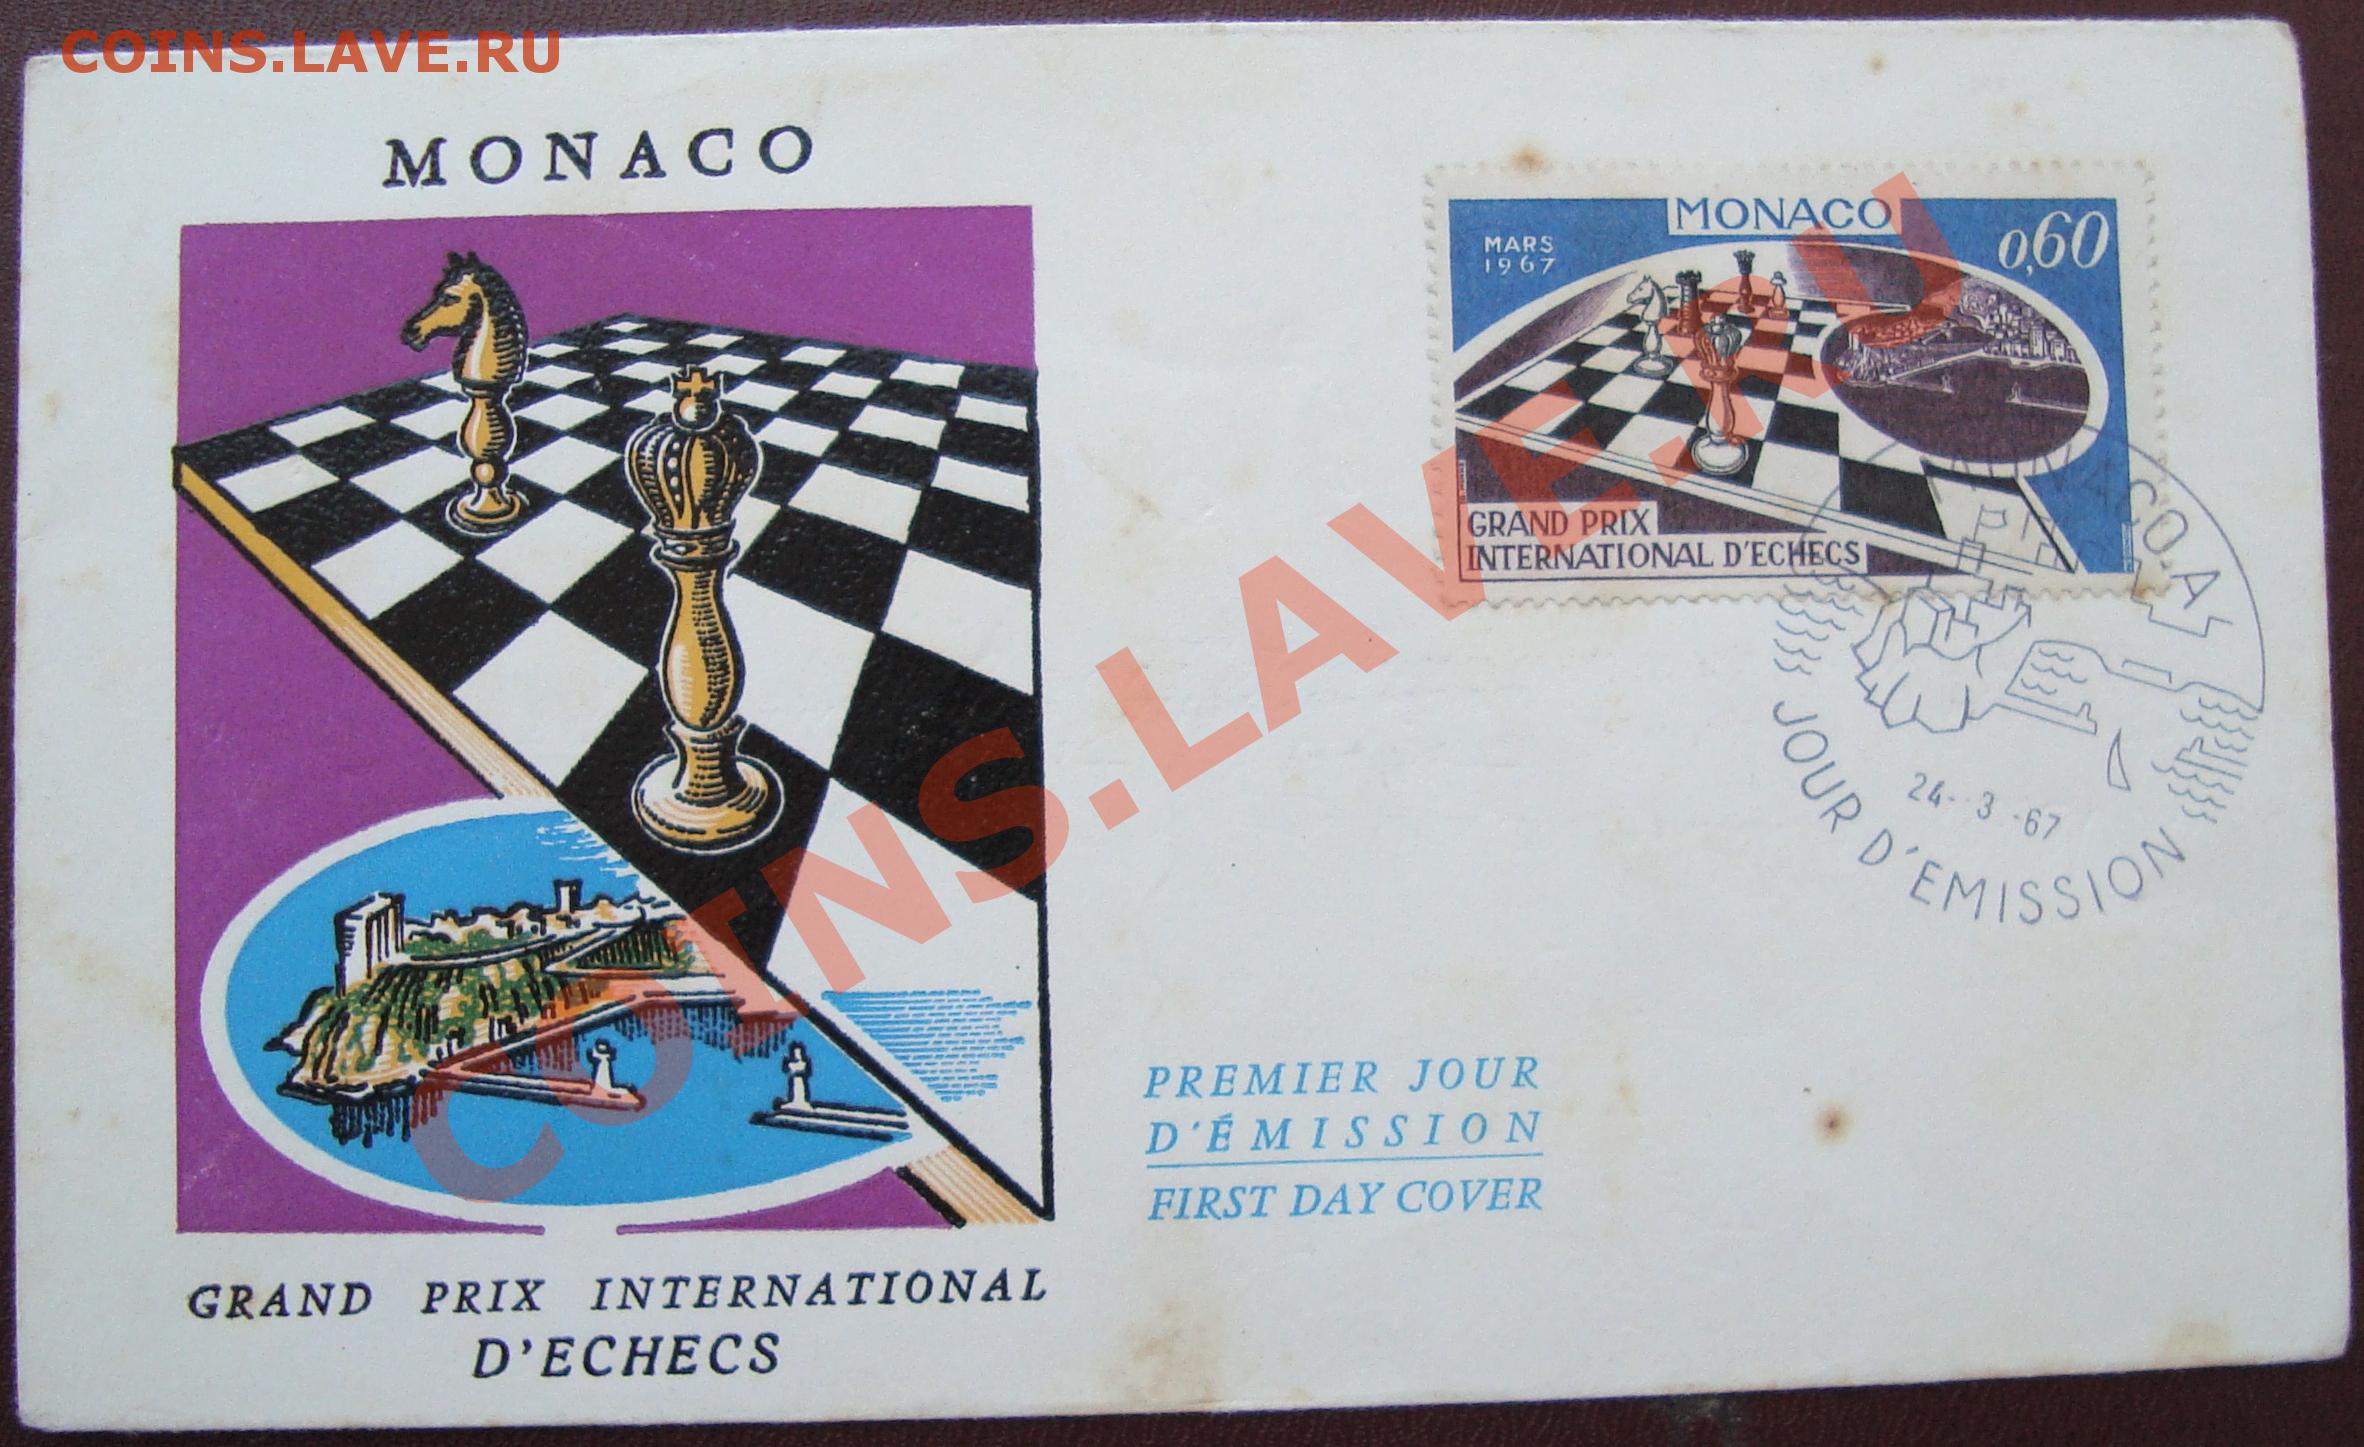 COINS.LAVE.RU
MONACO
MONACO
MARS
1967
0,60
GRAND PRIX
INTERNATIONAL D'ECHECS
COINS.LAVE.RU
MONACO-A
JOUR D'EMISSION
24-3-67
PREMIER JOUR
D'ÉMISSION
FIRST DAY COVER
GRAND PRIX INTERNATIONAL
D'ECHECS